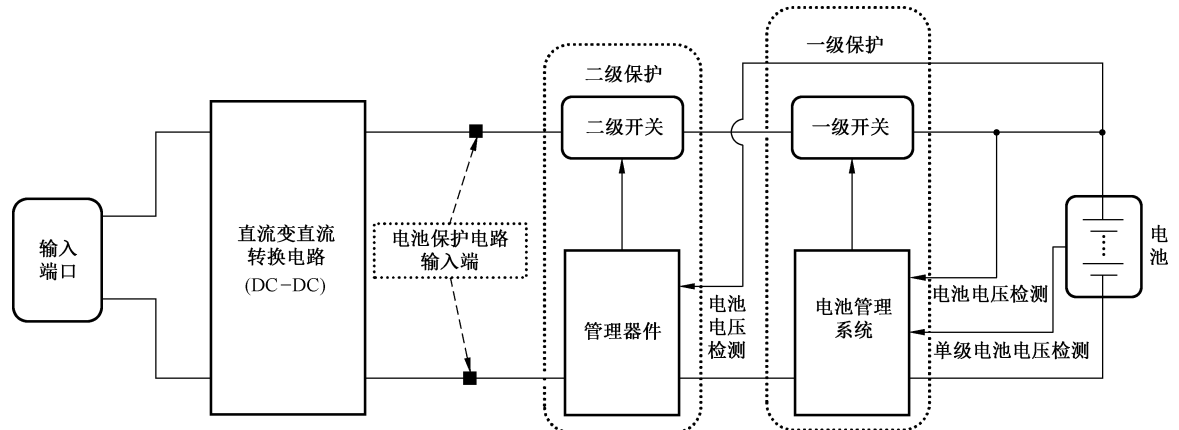 一级保护
二级保护
二级开关
一级开关
输入
端口
直流变直流
转换电路
(DC-DC)
电池保护电路
输入端
管理器件
电池
电压
检测
电池管理
系统
电池电压检测
单级电池电压检测
电
池